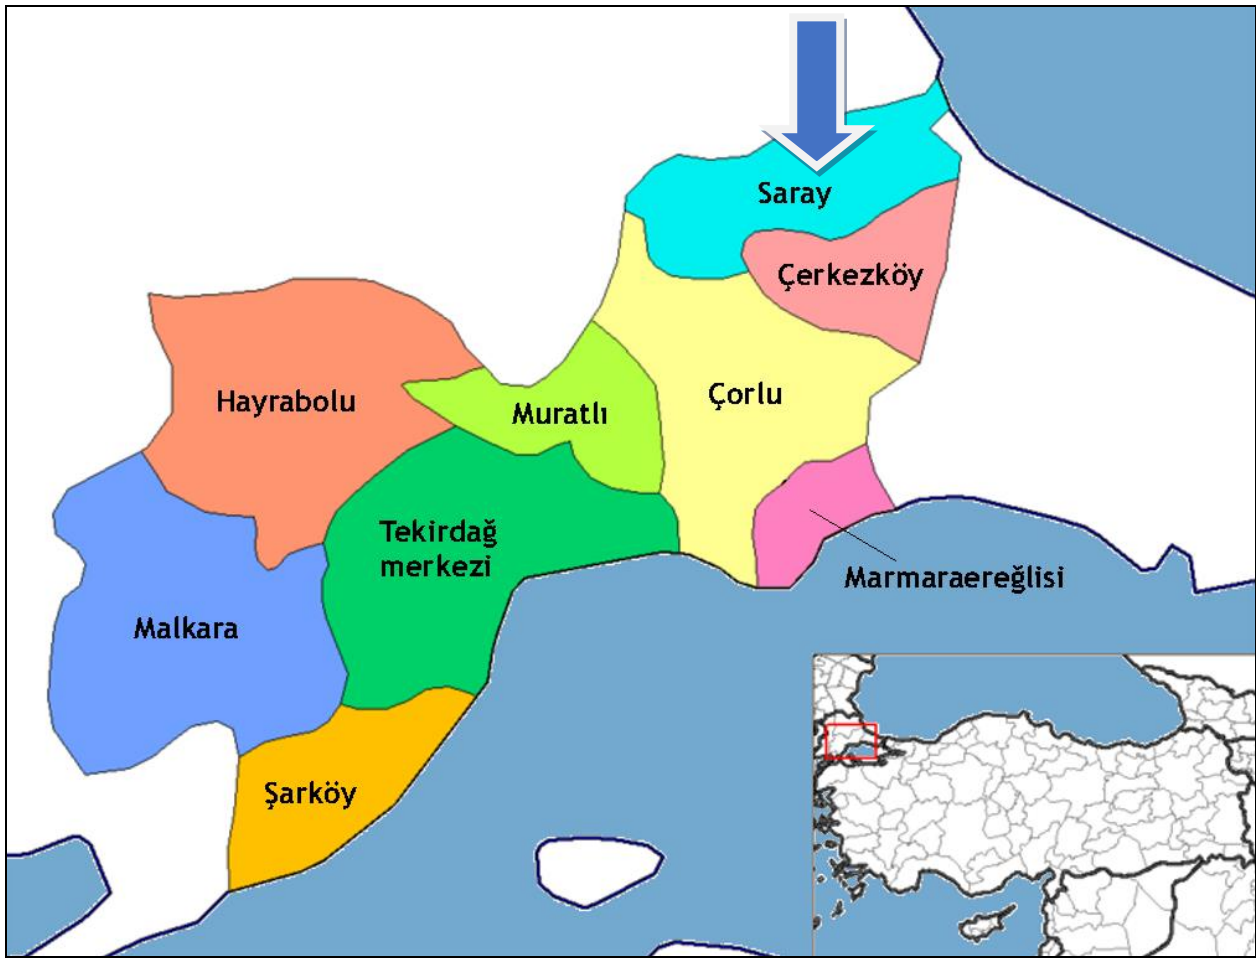 Saray
Çerkezköy
Hayrabolu
Muratlı
Çorlu
Tekirdağ
merkezi
Marmaraereğlisi
Malkara
Şarköy